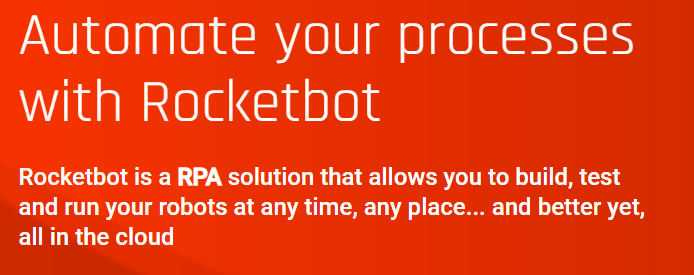 Automate your processes
with Rocketbot
Rocketbot is a RPA solution that allows you to build, test
and run your robots at any time, any place... and better yet,
all in the cloud